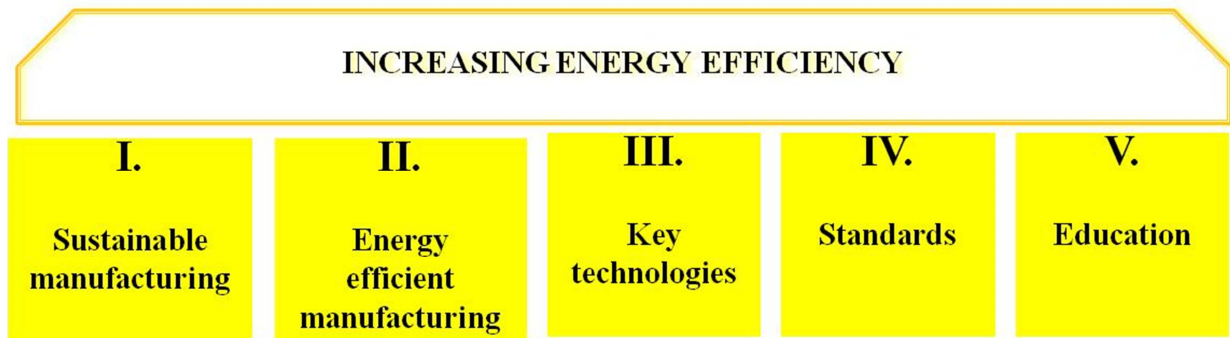 INCREASING ENERGY EFFICIENCY
I.
Sustainable
manufacturing
II.
Energy
efficient
manufacturing
III.
Key
technologies
IV.
Standards
V.
Education